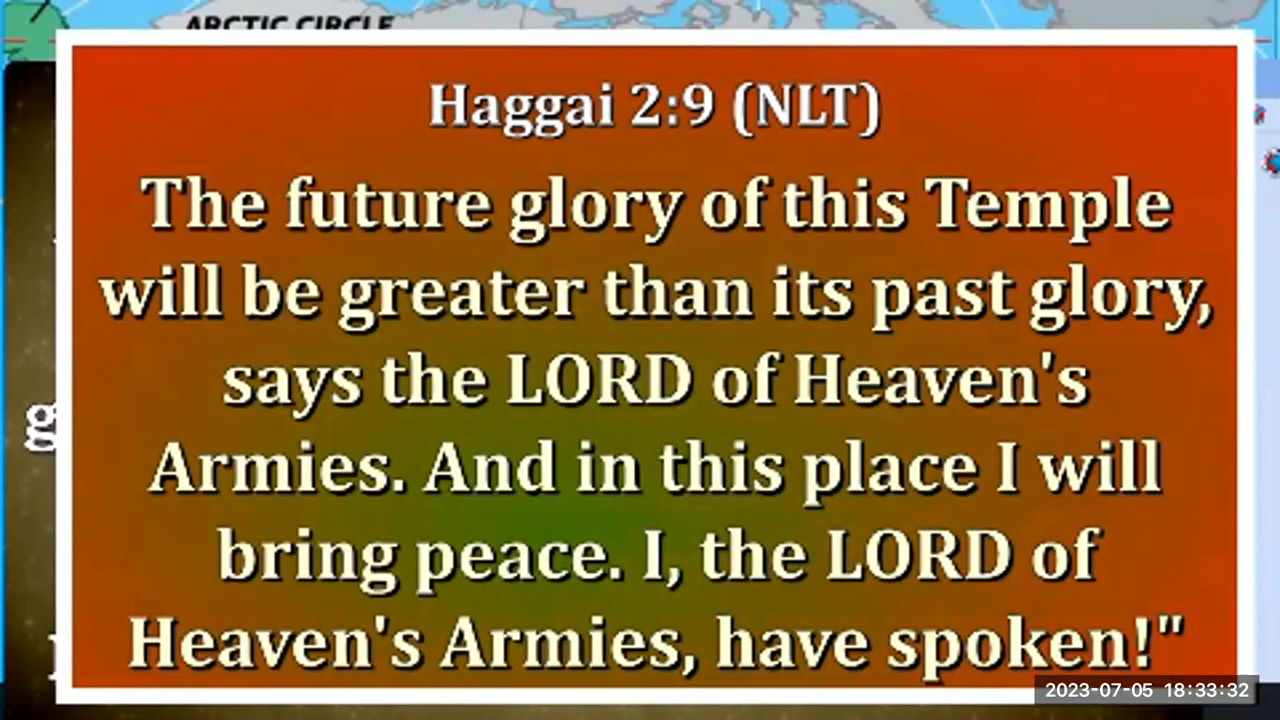 ARCTIC CIRCLE
Haggai 2:9 (NLT)
The future glory of this Temple
will be greater than its past glory,
says the LORD of Heaven's
Armies. And in this place I will
bring peace. I, the LORD of
Heaven's Armies, have spoken!"
g
2023-07-05 18:33:32